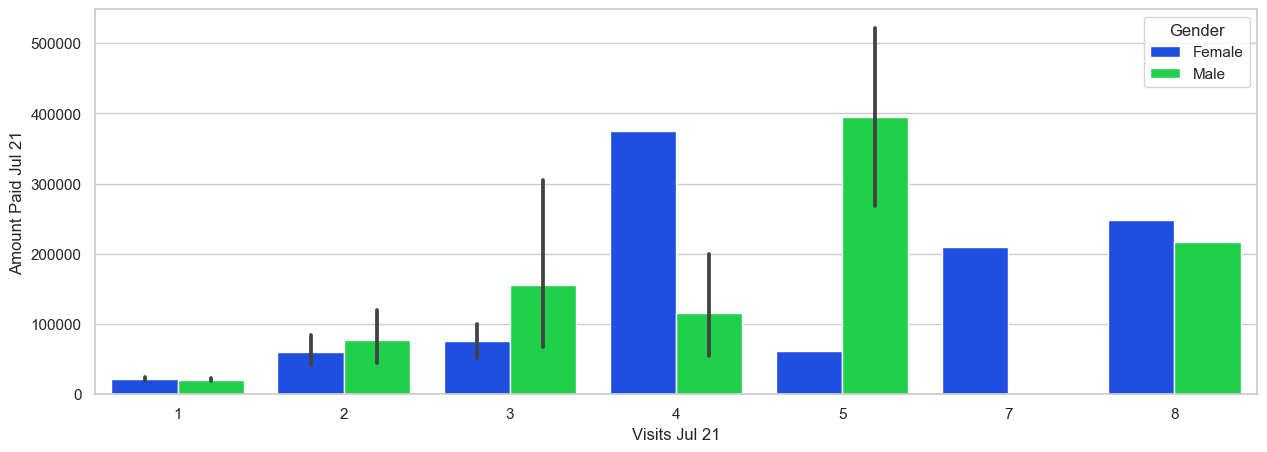 500000
400000
300000
200000
100000
0
Amount Paid Jul 21
Gender
Female
Male
1 2 3 4 5 7 8
Visits Jul 21